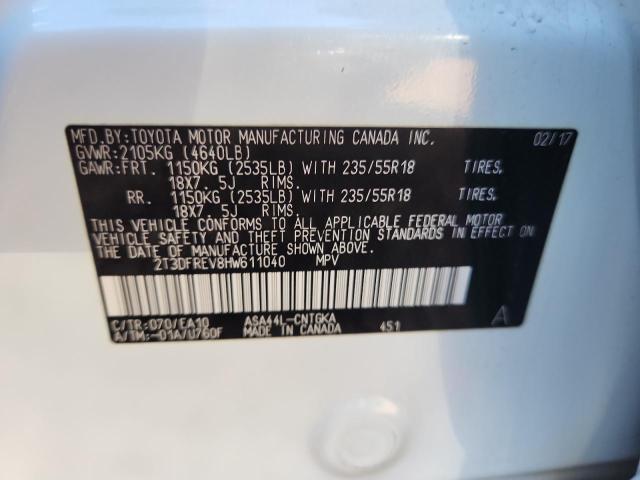 MFD.BY:TOYOTA MOTOR MANUFACTURING CANADA INC. 02/17
GVWR:2105KG (4640LB)
GAWR:FRT. 1150KG (2535LB) WITH 235/55R18 TIRES.
18X7. 5J RIMS.
RR. 1150KG (2535LB) WITH 235/55R18 TIRES.
18X7. 5J RIMS.
THIS VEHICLE CONFORMS TO ALL APPLICABLE FEDERAL MOTOR
VEHICLE SAFETY AND THEFT PREVENTION STANDARDS IN EFFECT ON
THE DATE OF MANUFACTURE SHOWN ABOVE.
2T3DFREV8HW611040 MPV
C/TR:070/EA10 ASA44L-CNTGKA 451
A/TM:-01A/U760F MADE IN CANADA A